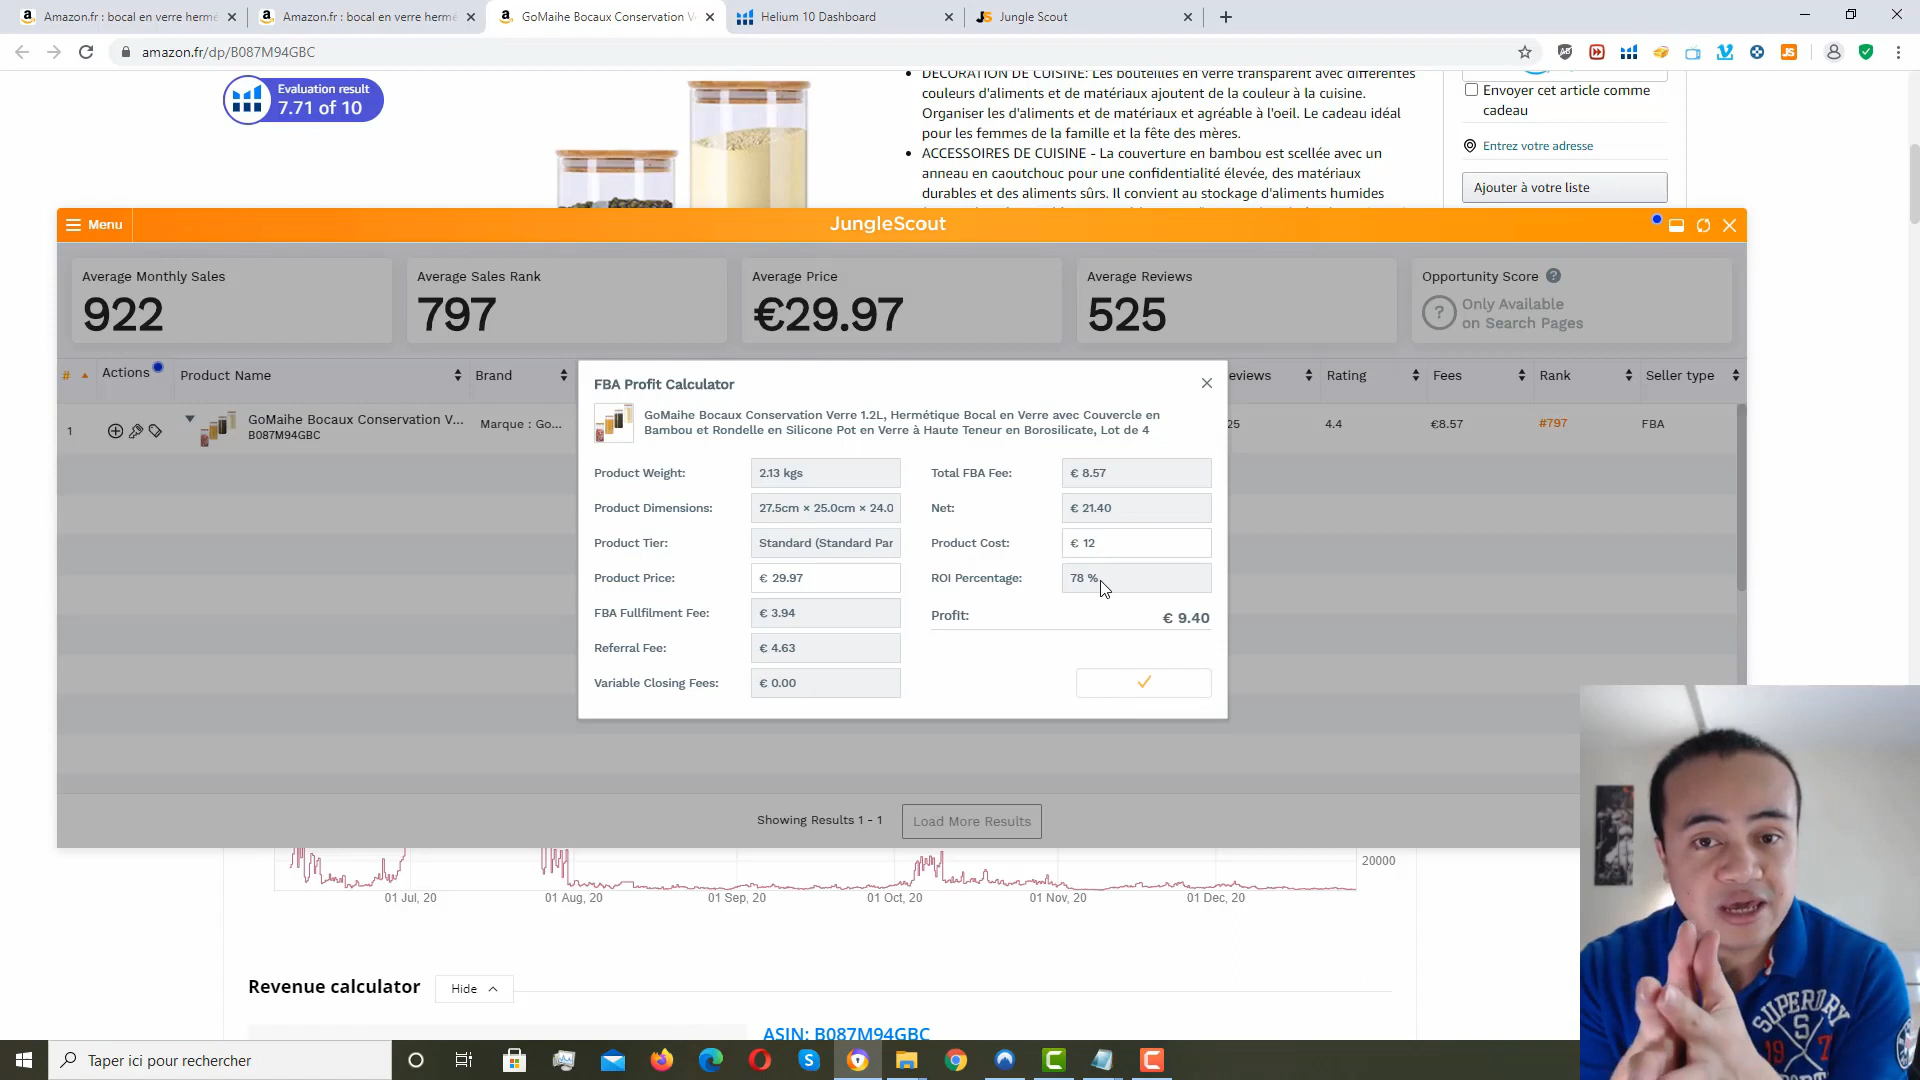 Amazon.fr : bocal en verre hermé
Amazon.fr : bocal en verre hermé
GoMaihe Bocaux Conservation V
Helium 10 Dashboard
Jungle Scout
amazon.fr/dp/B087M94GBC
Evaluation result
7.71 of 10
DÉCORATION DE CUISINE: Les bouteilles en verre transparent avec différentes
couleurs d'aliments et de matériaux ajoutent de la couleur à la cuisine.
Organiser les d'aliments et de matériaux et agréable à l'oeil. Le cadeau idéal
pour les femmes de la famille et la fête des mères.
ACCESSOIRES DE CUISINE - La couverture en bambou est scellée avec un
anneau en caoutchouc pour une confidentialité élevée, des matériaux
durables et des aliments sûrs. Il convient au stockage d'aliments humides
Envoyer cet article comme
cadeau
Entrez votre adresse
Ajouter à votre liste
Menu
JungleScout
Average Monthly Sales
922
Average Sales Rank
797
Average Price
€29.97
Average Reviews
525
Opportunity Score ?
? Only Available
on Search Pages
# Actions Product Name Brand eviews Rating Fees Rank Seller type
1 GoMaihe Bocaux Conservation V... Marque : Go... 25 4.4 €8.57 #797 FBA
B087M94GBC
FBA Profit Calculator
GoMaihe Bocaux Conservation Verre 1.2L, Hermétique Bocal en Verre avec Couvercle en
Bambou et Rondelle en Silicone Pot en Verre à Haute Teneur en Borosilicate, Lot de 4
Product Weight: 2.13 kgs
Product Dimensions: 27.5cm × 25.0cm × 24.0
Product Tier: Standard (Standard Par
Product Price: € 29.97
FBA Fullfilment Fee: € 3.94
Referral Fee: € 4.63
Variable Closing Fees: € 0.00
Total FBA Fee: € 8.57
Net: € 21.40
Product Cost: € 12
ROI Percentage: 78 %
Profit: € 9.40
Showing Results 1 - 1
Load More Results
20000
01 Jul, 20
01 Aug, 20
01 Sep, 20
01 Oct, 20
01 Nov, 20
01 Dec, 20
Revenue calculator
Hide
ASIN: B087M94GBC
SUPERDRY
S
19 7
Taper ici pour rechercher